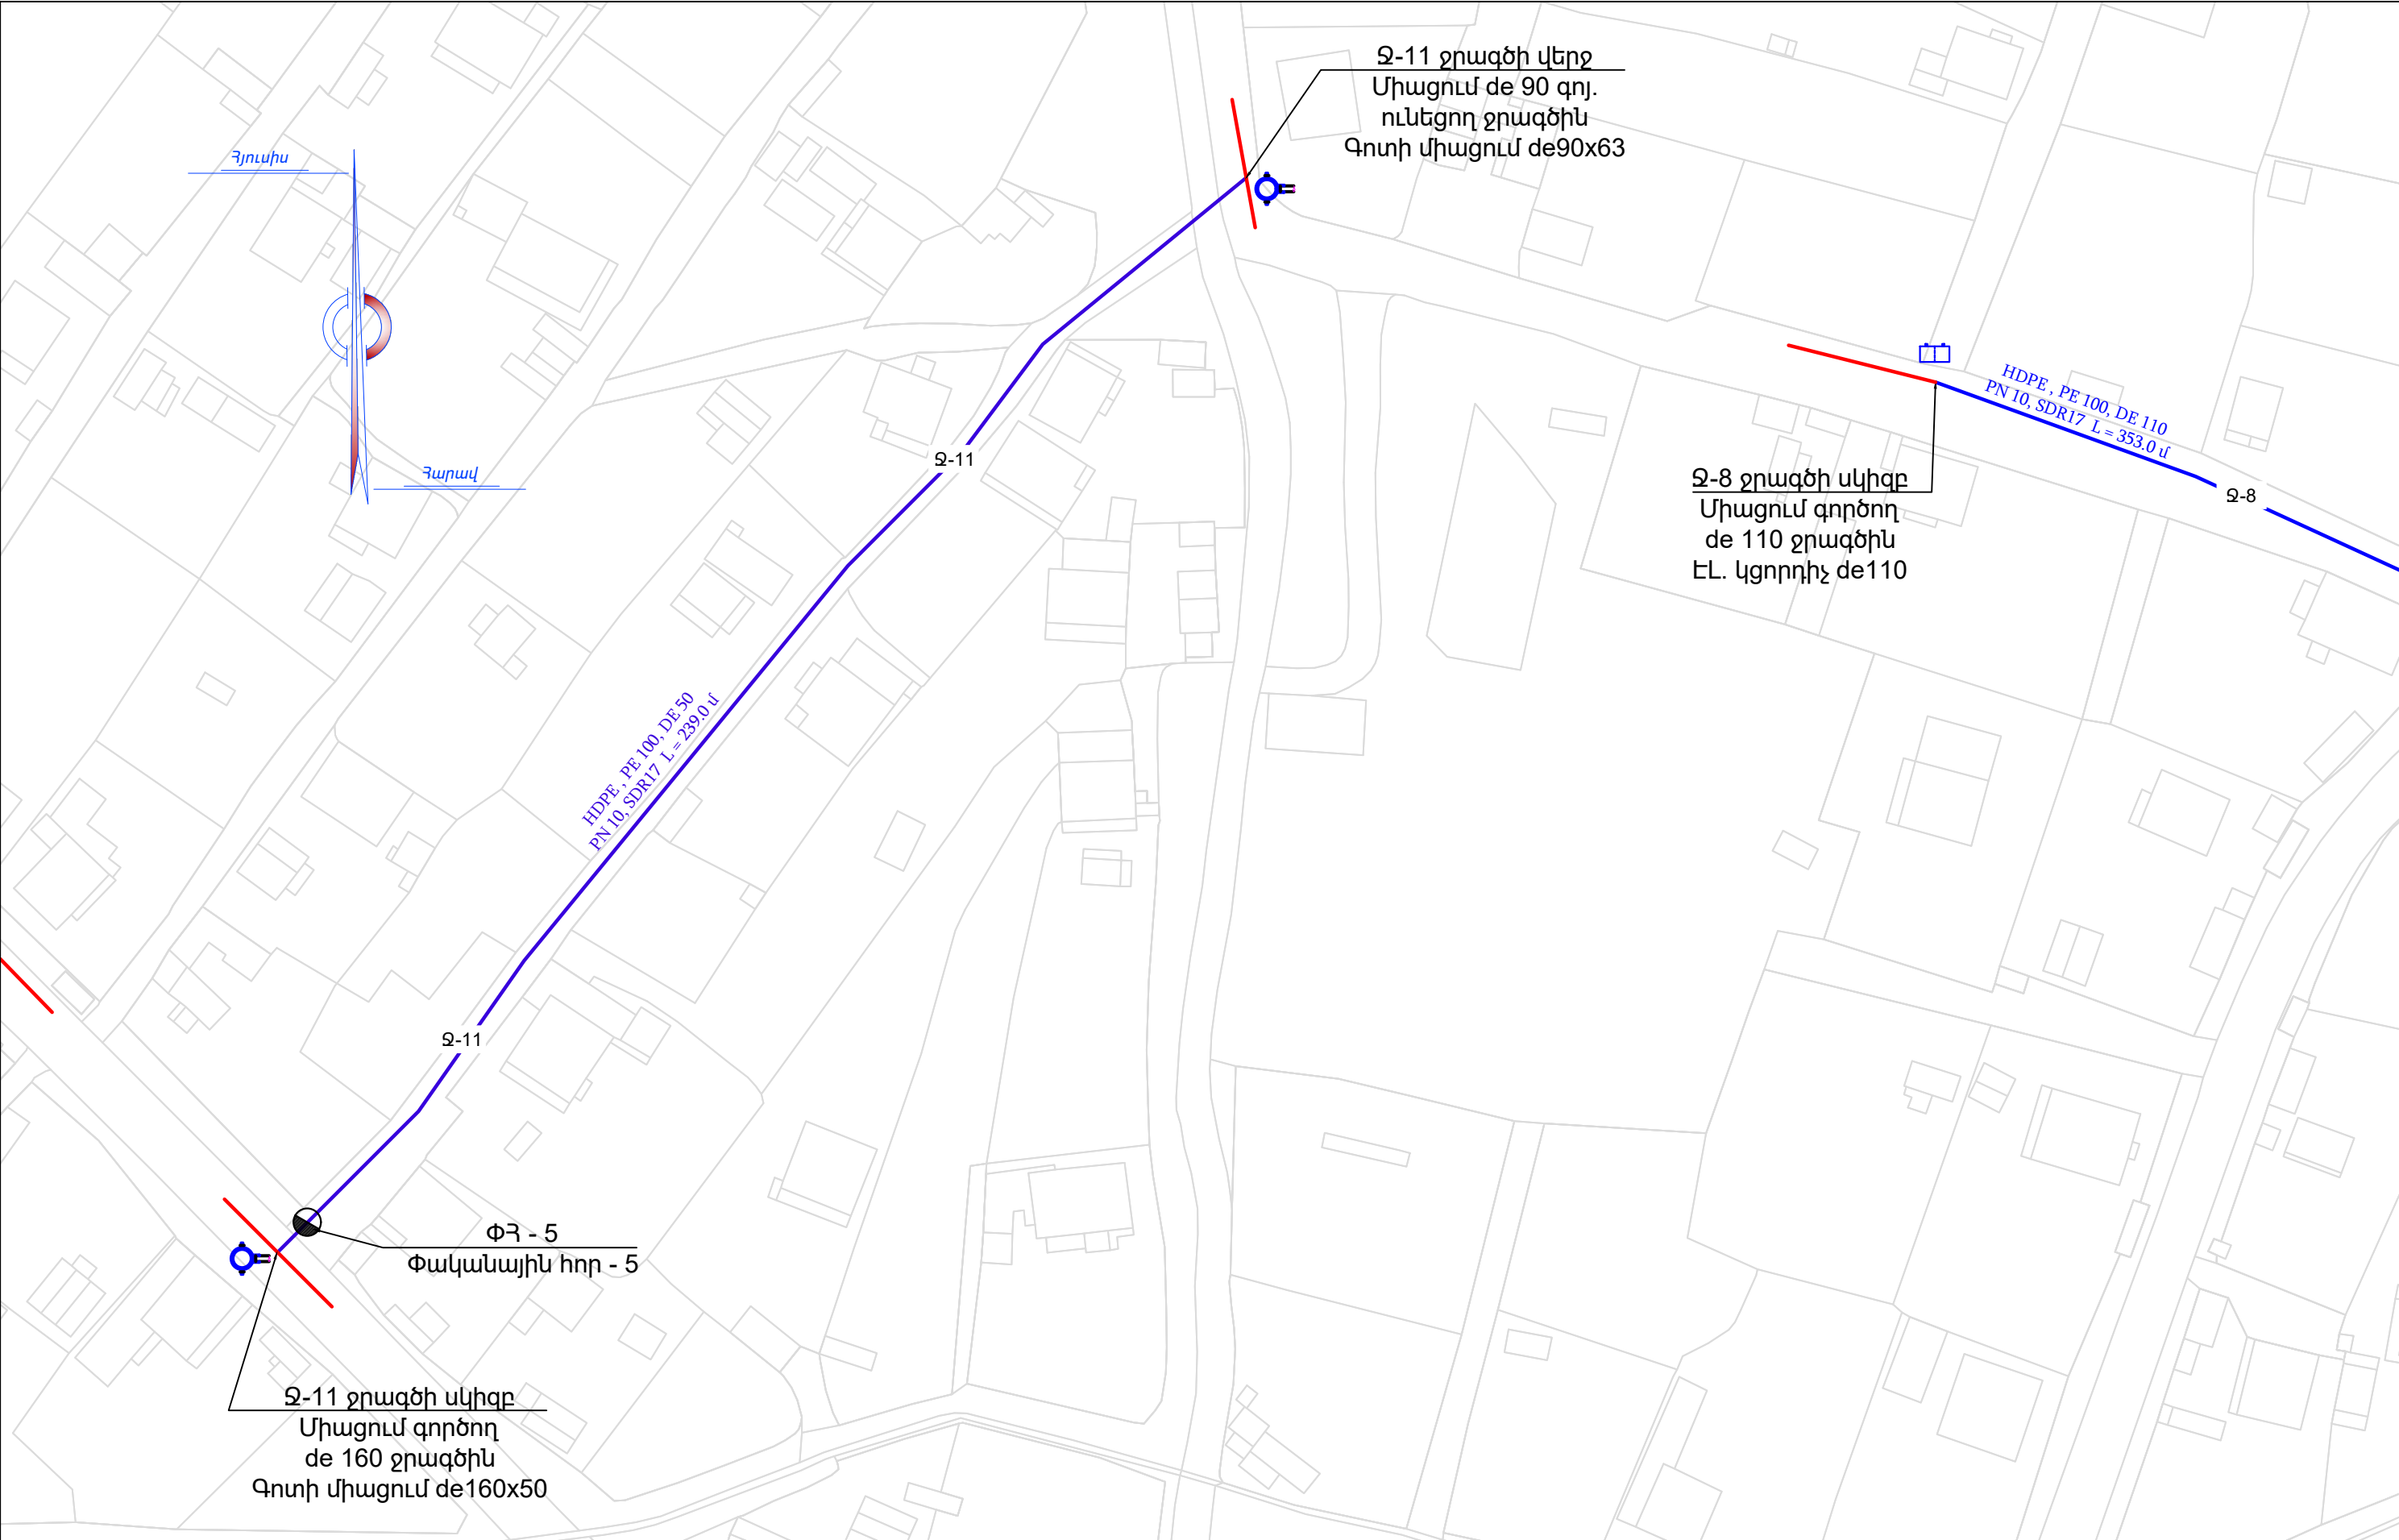 Ջ-11 ջրագծի վերջ
Միացում de 90 գոյ.
ունեցող ջրագծին
Գոտի միացում de90x63
Հյուսիս
Հարավ
HDPE , PE 100, DE 110
PN 10, SDR17 L = 353.0 մ
Ջ-8
Ջ-8 ջրագծի սկիզբ
Միացում գործող
de 110 ջրագծին
ԷԼ. կցորդիչ de110
Ջ-11
HDPE , PE 100, DE 50
PN 10, SDR17 L = 239.0 մ
Ջ-11
ՓՀ - 5
Փականային հոր - 5
Ջ-11 ջրագծի սկիզբ
Միացում գործող
de 160 ջրագծին
Գոտի միացում de160x50